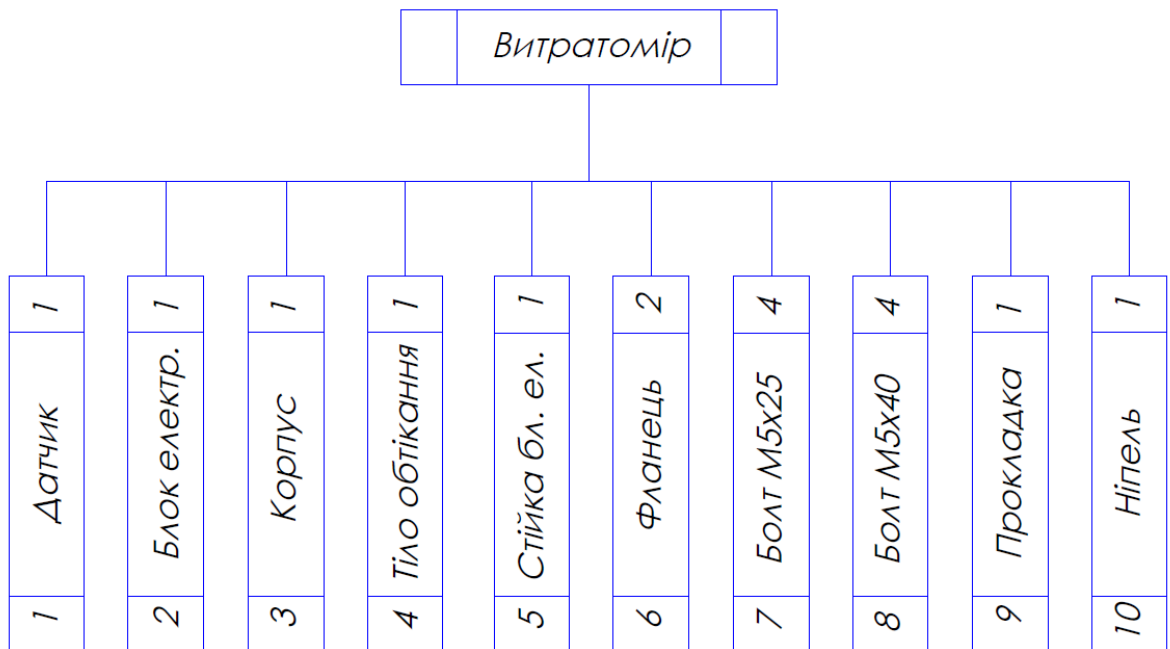 Витратомір
1
Датчик
1
1
Блок електр.
2
1
Корпус
3
1
Тіло обтікання
4
1
Стійка бл. ел.
5
2
Фланець
6
4
Болт М5х25
7
4
Болт М5х40
8
1
Прокладка
9
1
Ніпель
10